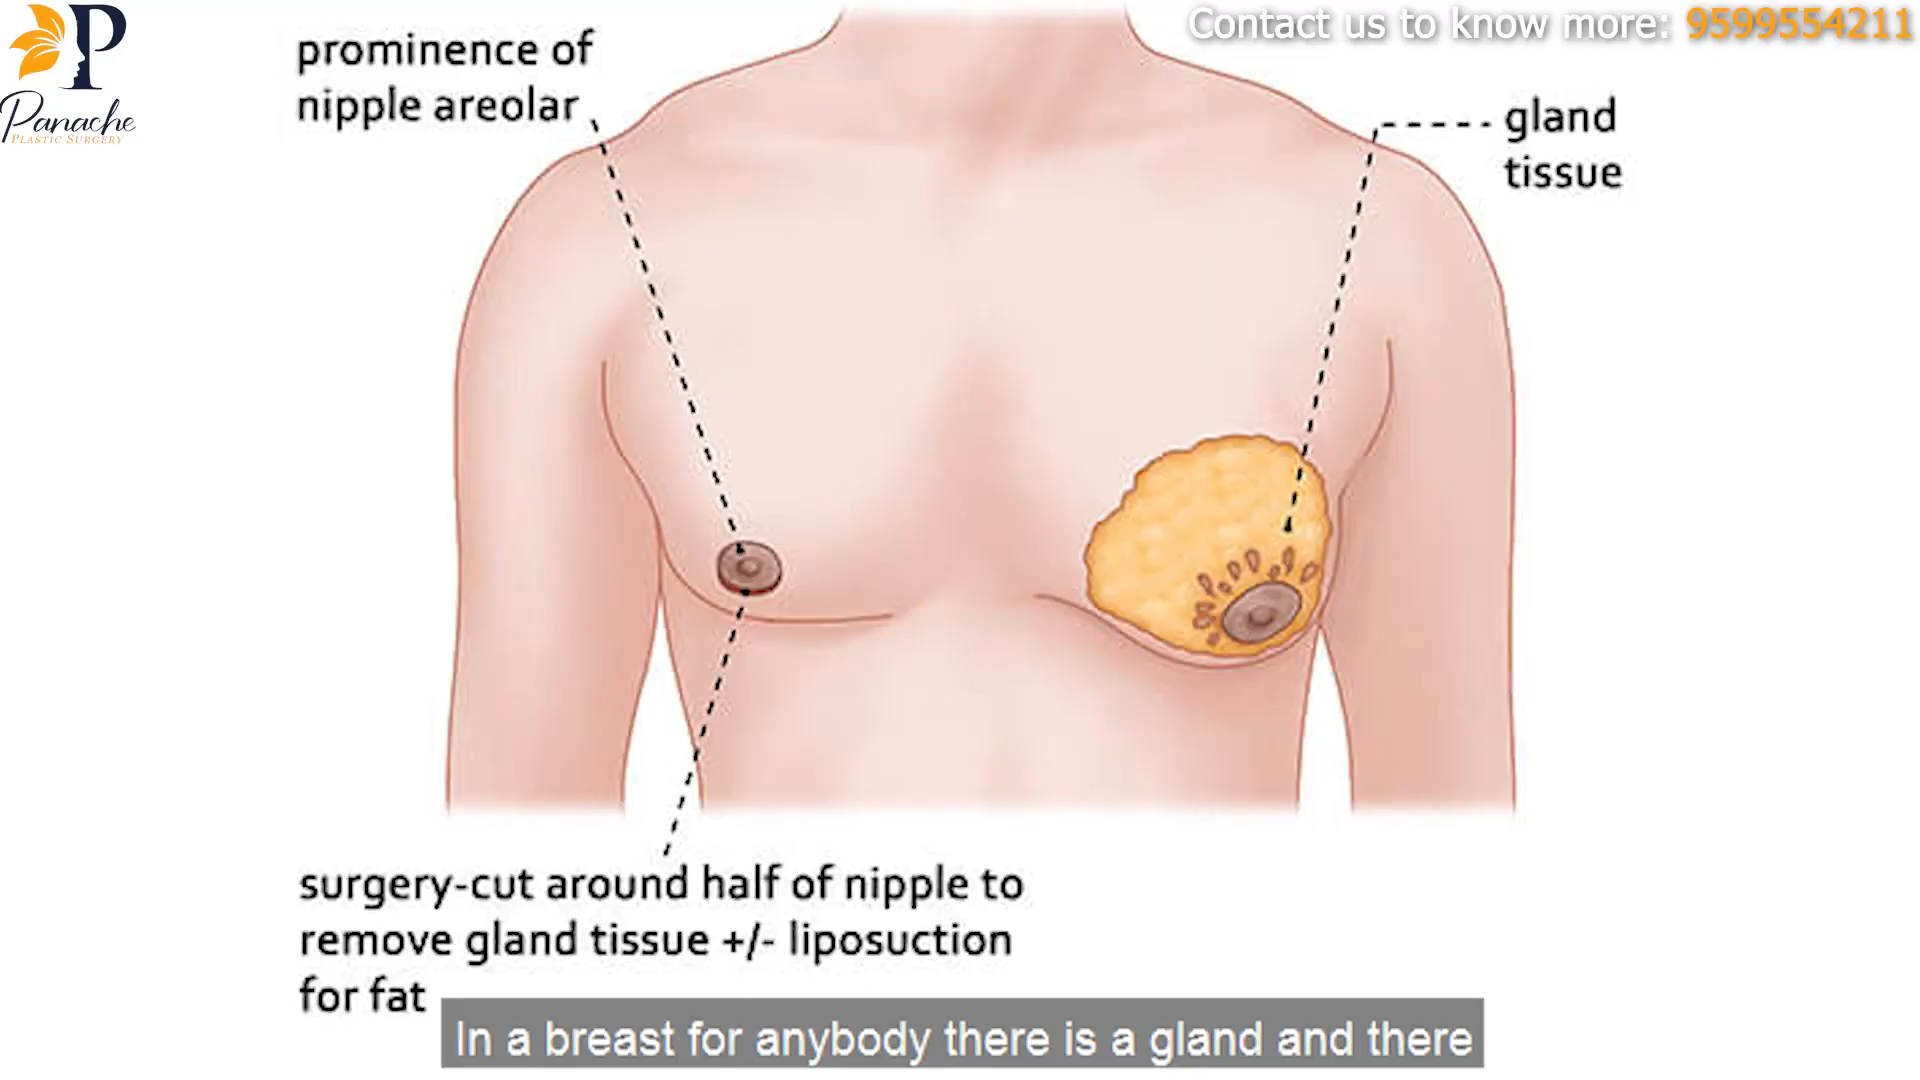 P
Panache
PLASTIC SURGERY
Contact us to know more: 9599554211
prominence of
nipple areolar
gland
tissue
surgery-cut around half of nipple to
remove gland tissue +/- liposuction
for fat
In a breast for anybody there is a gland and there